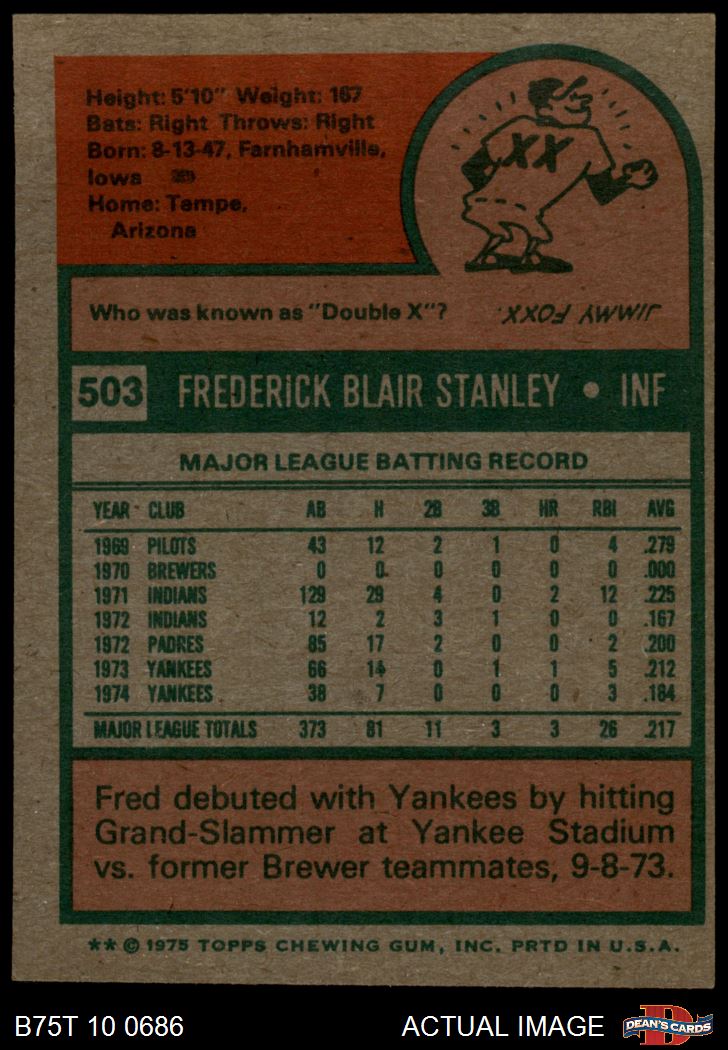 Height: 5'10" Weight: 167
Bats: Right Throws: Right
Born: 8-13-47, Farnhamville,
Iowa
Home: Tempe,
Arizona
XX
Who was known as "Double X"?
JIMMY FOXX.
503 FREDERICK BLAIR STANLEY • INF
MAJOR LEAGUE BATTING RECORD
YEAR CLUB AB H 2B 3B HR RBI AVG
1969 PILOTS 43 12 2 1 0 4 .279
1970 BREWERS 0 0 0 0 0 0 .000
1971 INDIANS 129 29 4 0 2 12 .225
1972 INDIANS 12 2 3 1 0 0 .167
1972 PADRES 85 17 2 0 0 2 .200
1973 YANKEES 66 14 0 1 1 5 .212
1974 YANKEES 38 7 0 0 0 3 .184
MAJOR LEAGUE TOTALS 373 81 11 3 3 26 .217
Fred debuted with Yankees by hitting
Grand-Slammer at Yankee Stadium
vs. former Brewer teammates, 9-8-73.
** © 1975 TOPPS CHEWING GUM, INC. PRTD IN U.S.A.
B75T 10 0686 ACTUAL IMAGE
D DEAN'S CARDS